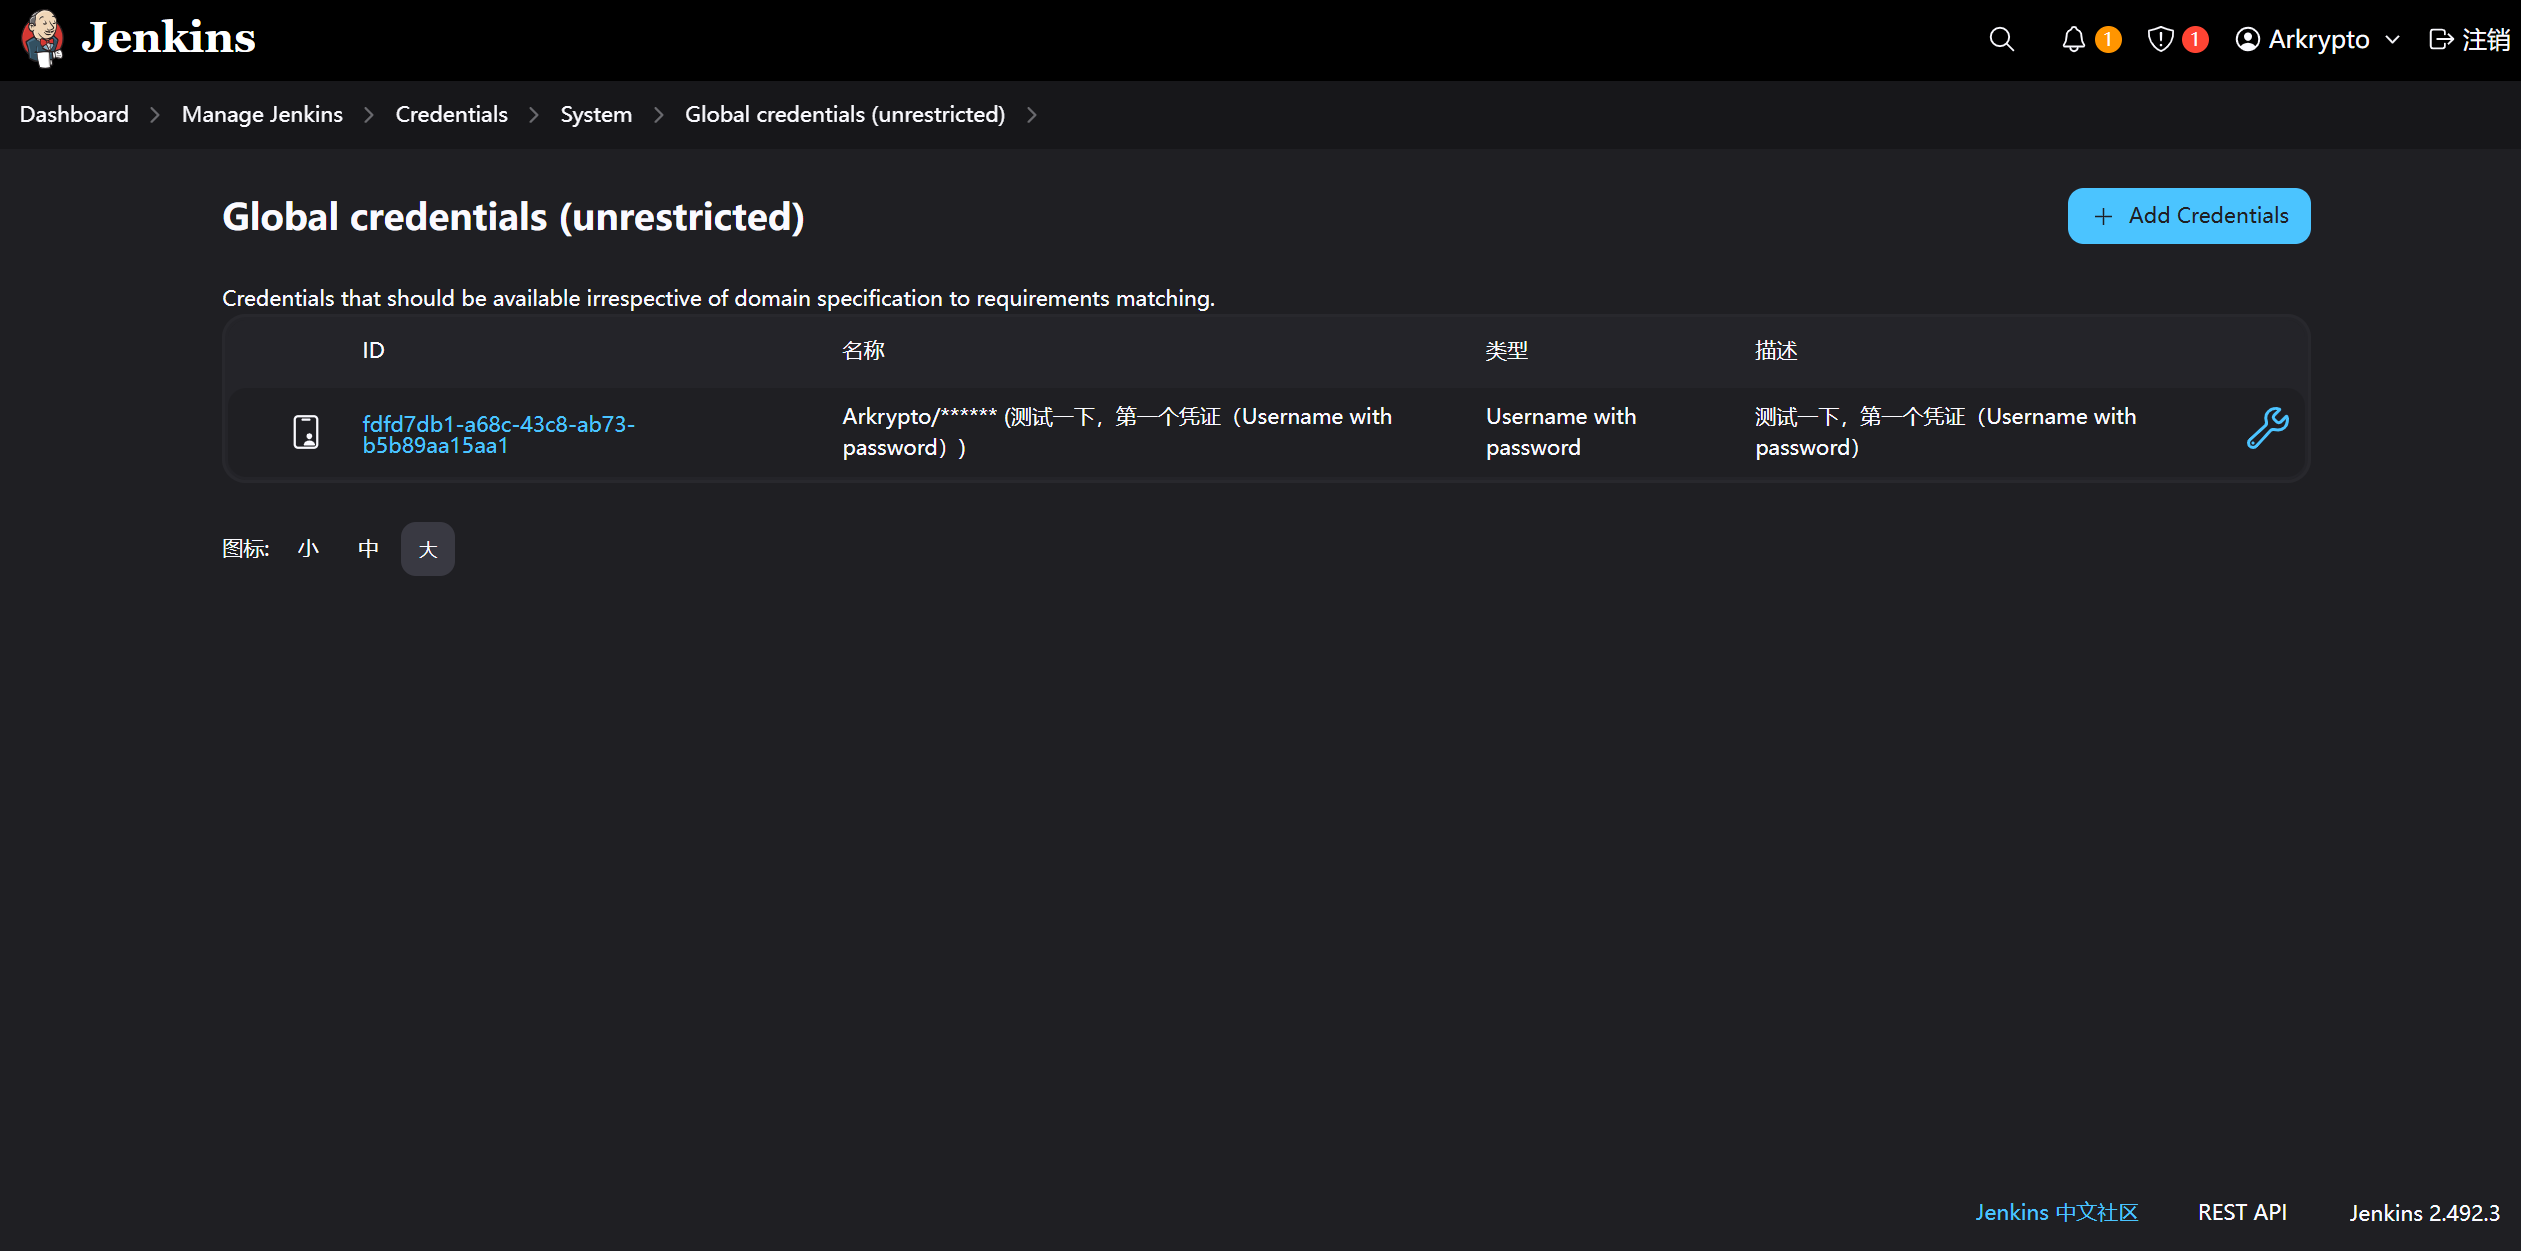 Jenkins
1
1
Arkrypto
注销
Dashboard
Manage Jenkins
Credentials
System
Global credentials (unrestricted)
Global credentials (unrestricted)
Add Credentials
Credentials that should be available irrespective of domain specification to requirements matching.
ID
名称
类型
描述
fdfd7db1-a68c-43c8-ab73-
b5b89aa15aa1
Arkrypto/****** (测试一下，第一个凭证（Username with
password）)
Username with
password
测试一下，第一个凭证（Username with
password）
图标:
小
中
大
Jenkins 中文社区
REST API
Jenkins 2.492.3